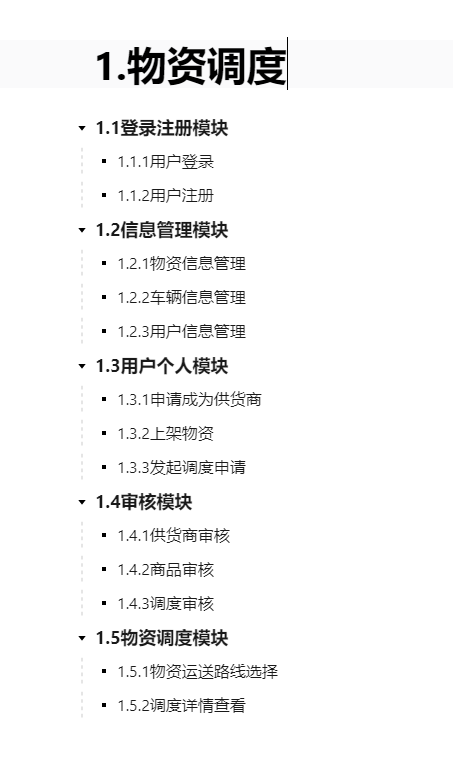 1.物资调度
1.1登录注册模块
1.1.1用户登录
1.1.2用户注册
1.2信息管理模块
1.2.1物资信息管理
1.2.2车辆信息管理
1.2.3用户信息管理
1.3用户个人模块
1.3.1申请成为供货商
1.3.2上架物资
1.3.3发起调度申请
1.4审核模块
1.4.1供货商审核
1.4.2商品审核
1.4.3调度审核
1.5物资调度模块
1.5.1物资运送路线选择
1.5.2调度详情查看